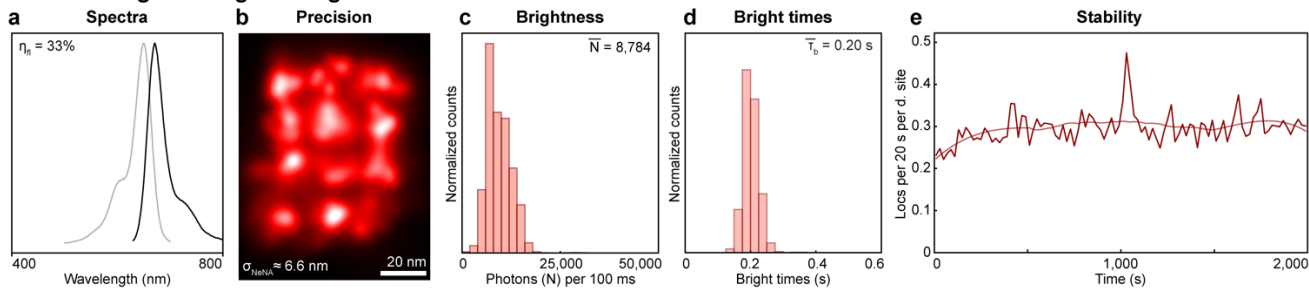 a Spectra
ηfl = 33%
400 800
Wavelength (nm)
b Precision
σNeNA ≈ 6.6 nm
20 nm
c Brightness
N̅ = 8,784
Normalized counts
0 25,000 50,000
Photons (N) per 100 ms
d Bright times
τ̅b = 0.20 s
Normalized counts
0 0.2 0.4 0.6
Bright times (s)
e Stability
Locs per 20 s per d. site
0.5
0.4
0.3
0.2
0.1
0
0 1,000 2,000
Time (s)